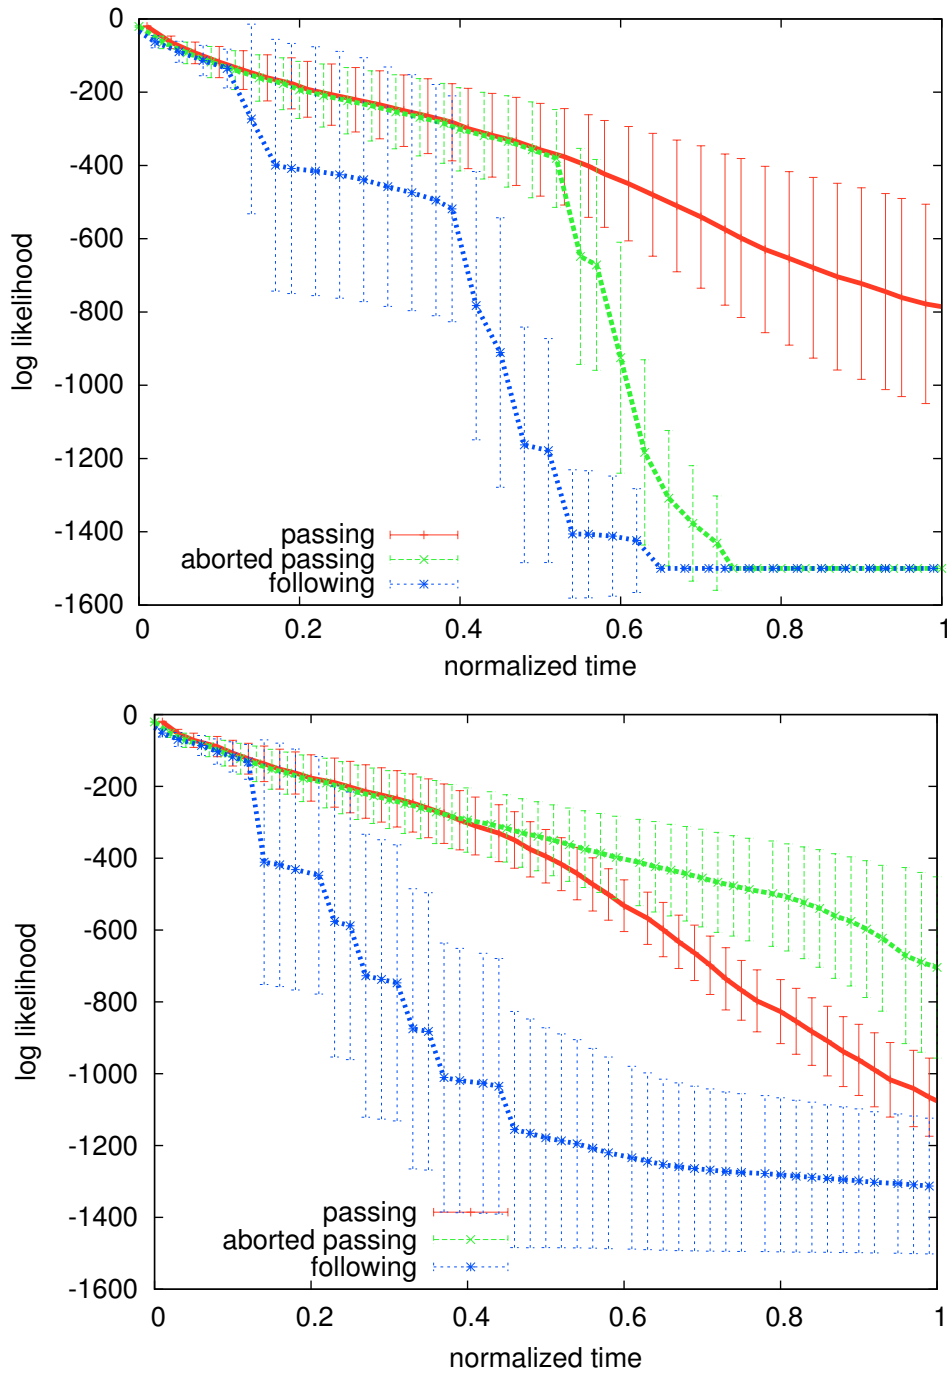 0
-200
-400
-600
-800
-1000
-1200
-1400
-1600
log likelihood
passing
aborted passing
following
0 0.2 0.4 0.6 0.8 1
normalized time
0
-200
-400
-600
-800
-1000
-1200
-1400
-1600
log likelihood
passing
aborted passing
following
0 0.2 0.4 0.6 0.8 1
normalized time